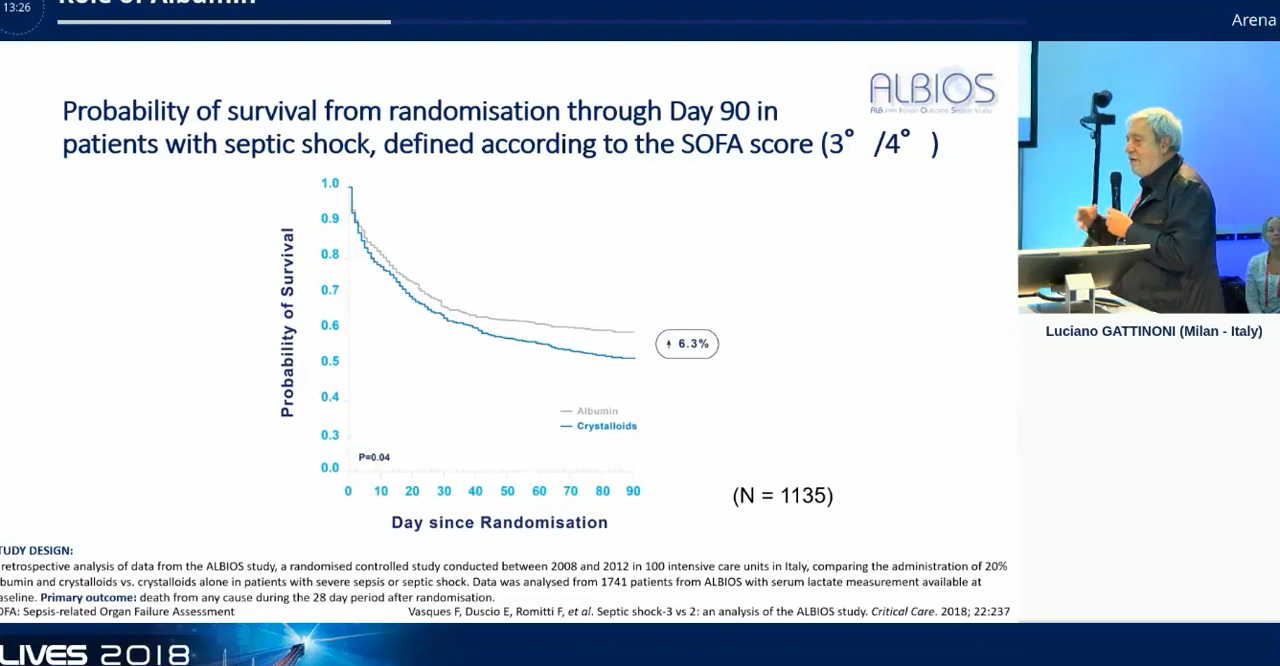 13:26
Role of Albumin
Arena
ALBIOS
Probability of survival from randomisation through Day 90 in
patients with septic shock, defined according to the SOFA score (3° /4° )
Probability of Survival
1.0
0.9
0.8
0.7
0.6
0.5
0.4
0.3
0.0
↑ 6.3%
Albumin
Crystalloids
P=0.04
0 10 20 30 40 50 60 70 80 90
Day since Randomisation
(N = 1135)
Luciano GATTINONI (Milan - Italy)
TUDY DESIGN:
retrospective analysis of data from the ALBIOS study, a randomised controlled study conducted between 2008 and 2012 in 100 intensive care units in Italy, comparing the administration of 20%
bumin and crystalloids vs. crystalloids alone in patients with severe sepsis or septic shock. Data was analysed from 1741 patients from ALBIOS with serum lactate measurement available at
aseline. Primary outcome: death from any cause during the 28 day period after randomisation.
OFA: Sepsis-related Organ Failure Assessment
Vasques F, Duscio E, Romitti F, et al. Septic shock-3 vs 2: an analysis of the ALBIOS study. Critical Care. 2018; 22:237
LIVES 2018